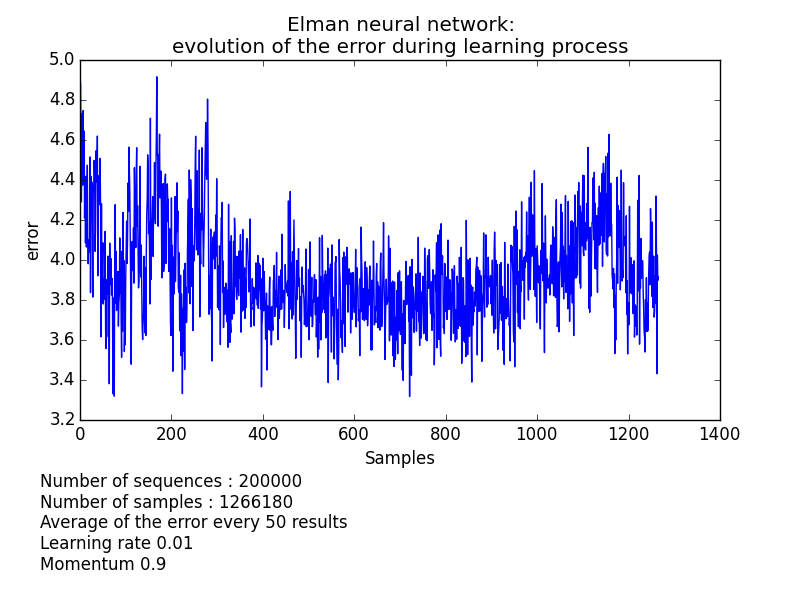 Elman neural network:
evolution of the error during learning process
5.0
4.8
4.6
4.4
4.2
4.0
3.8
3.6
3.4
3.2
error
0 200 400 600 800 1000 1200 1400
Samples
Number of sequences : 200000
Number of samples : 1266180
Average of the error every 50 results
Learning rate 0.01
Momentum 0.9